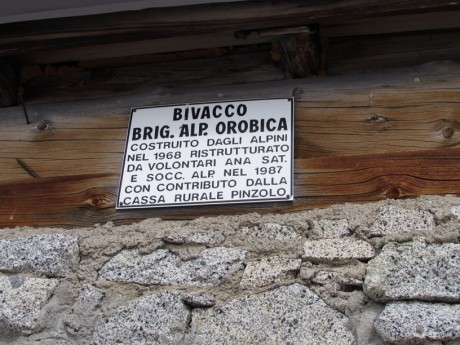 BIVACCO
BRIG. ALP. OROBICA
COSTRUITO DAGLI ALPINI
NEL 1968 RISTRUTTURATO
DA VOLONTARI ANA SAT.
E SOCC. ALP. NEL 1987
CON CONTRIBUTO DALLA
CASSA RURALE PINZOLO